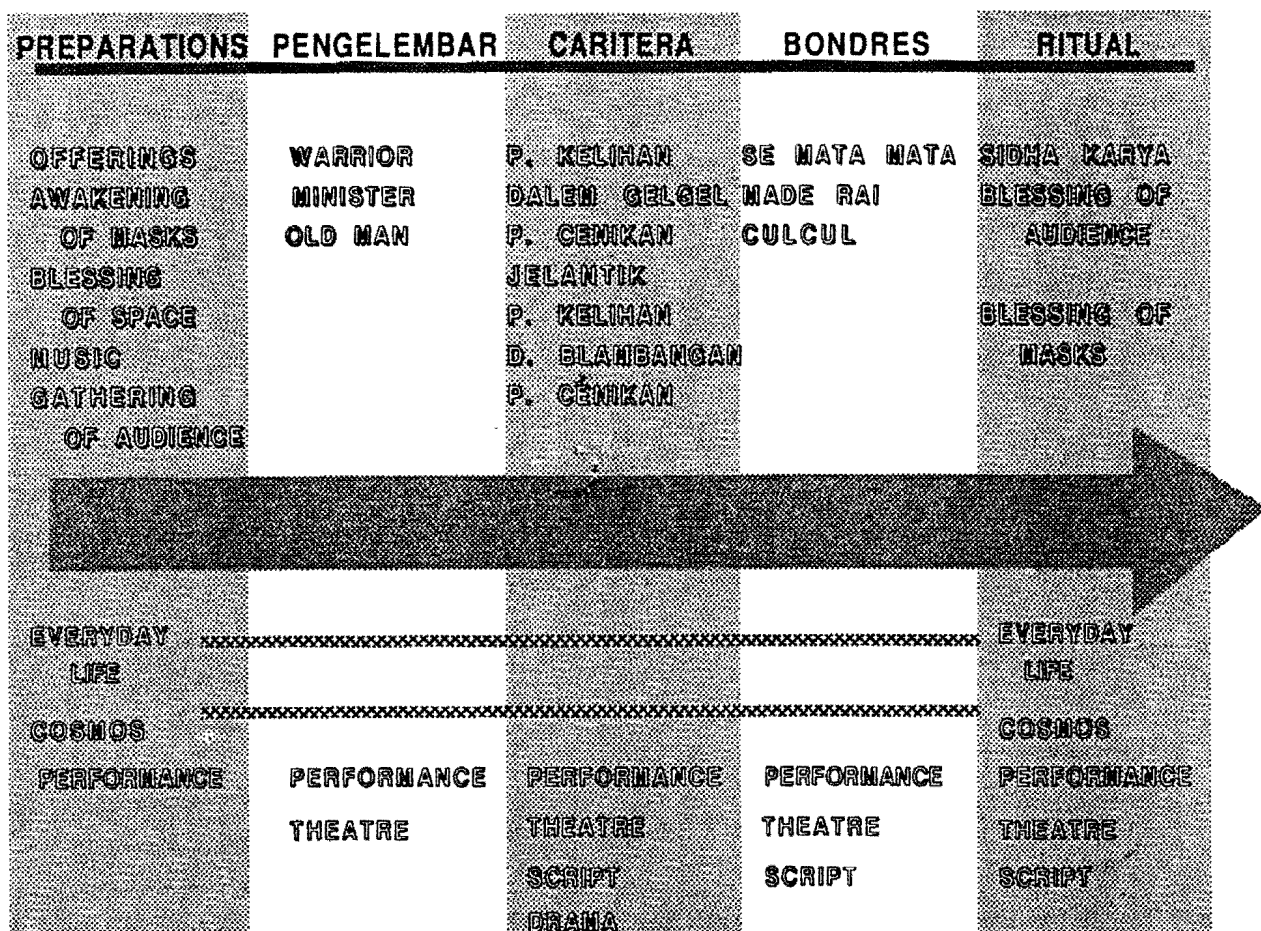 PREPARATIONS PENGELEMBAR CARITERA BONDRES RITUAL
OFFERINGS WARRIOR P. KELIHAN SE MATA MATA SIDHA KARYA
AWAKENING MINISTER DALEM GELGEL MADE RAI BLESSING OF
OF MASKS OLD MAN P. CENIKAN CULCUL AUDIENCE
BLESSING JELANTIK
OF SPACE P. KELIHAN BLESSING OF
MUSIC D. BLAMBANGAN MASKS
GATHERING P. CENIKAN
OF AUDIENCE
EVERYDAY EVERYDAY
LIFE LIFE
COSMOS COSMOS
PERFORMANCE PERFORMANCE PERFORMANCE PERFORMANCE PERFORMANCE
THEATRE THEATRE THEATRE THEATRE
SCRIPT SCRIPT SCRIPT
DRAMA